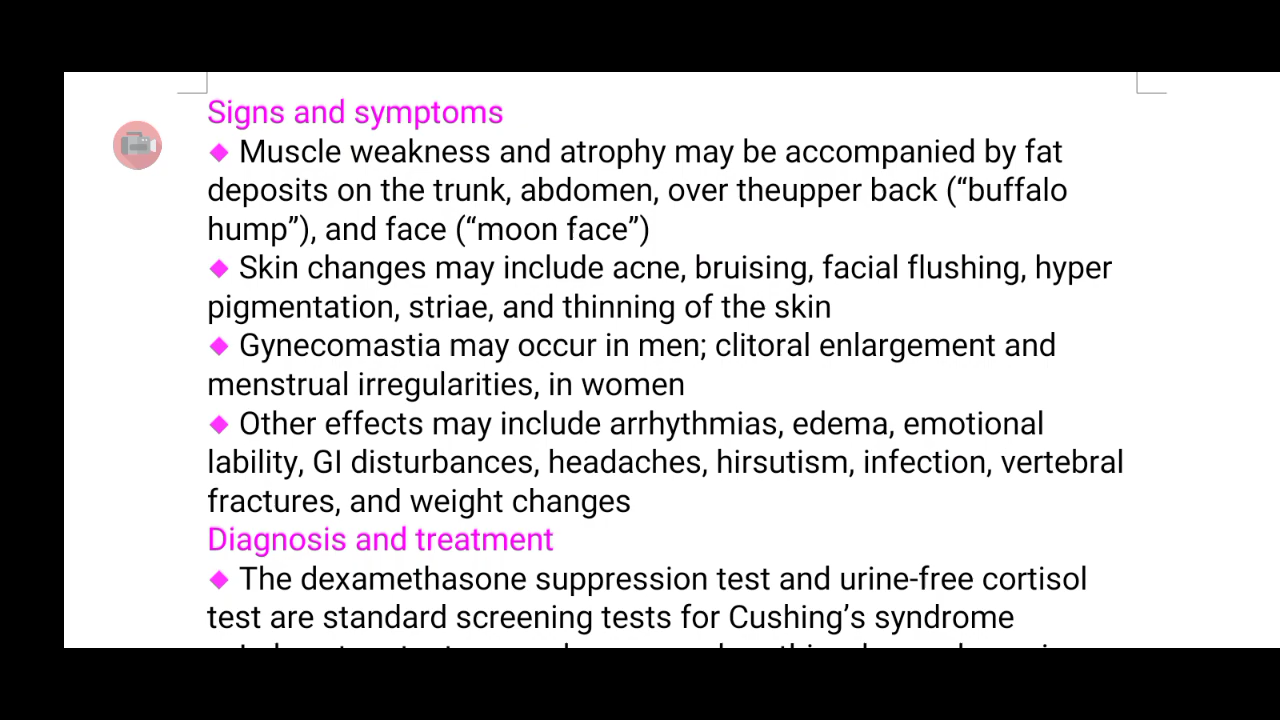 Signs and symptoms
◆ Muscle weakness and atrophy may be accompanied by fat
deposits on the trunk, abdomen, over theupper back (“buffalo
hump”), and face (“moon face”)
◆ Skin changes may include acne, bruising, facial flushing, hyper
pigmentation, striae, and thinning of the skin
◆ Gynecomastia may occur in men; clitoral enlargement and
menstrual irregularities, in women
◆ Other effects may include arrhythmias, edema, emotional
lability, GI disturbances, headaches, hirsutism, infection, vertebral
fractures, and weight changes
Diagnosis and treatment
◆ The dexamethasone suppression test and urine-free cortisol
test are standard screening tests for Cushing’s syndrome